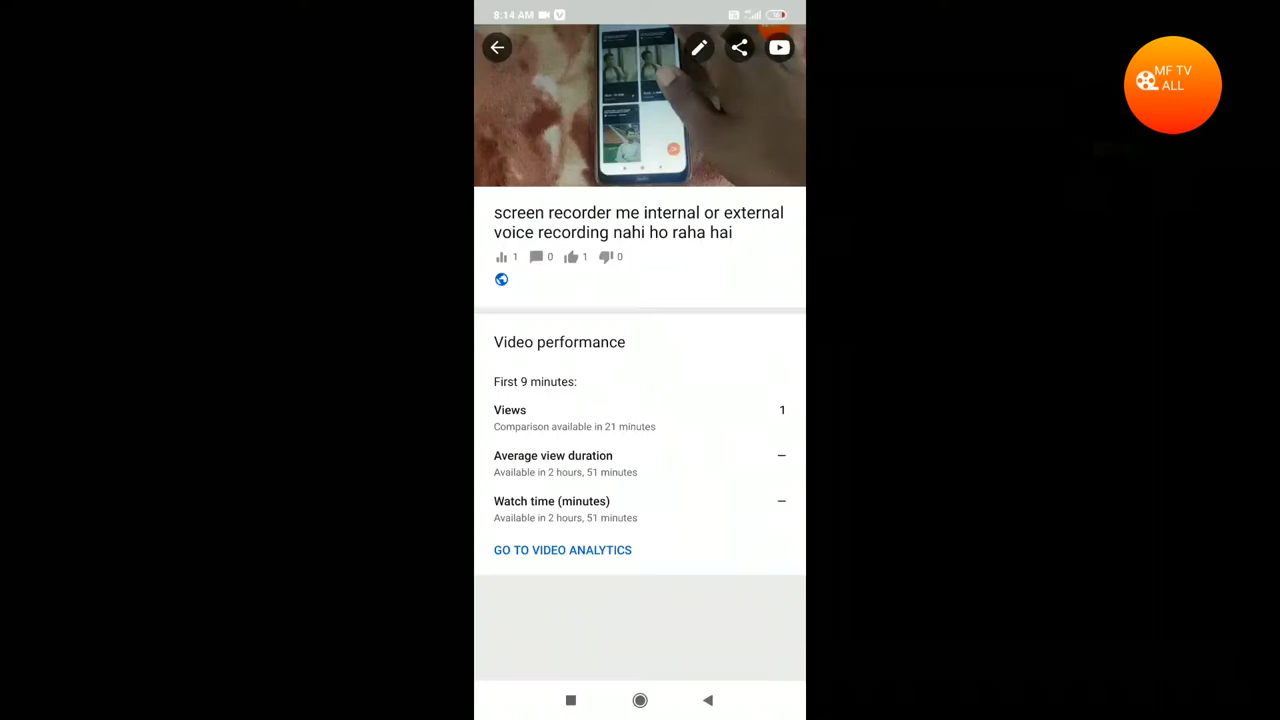 8:14 AM
MF TV
ALL
screen recorder me internal or external
voice recording nahi ho raha hai
1 0 1 0
Video performance
First 9 minutes:
Views 1
Comparison available in 21 minutes
Average view duration –
Available in 2 hours, 51 minutes
Watch time (minutes) –
Available in 2 hours, 51 minutes
GO TO VIDEO ANALYTICS